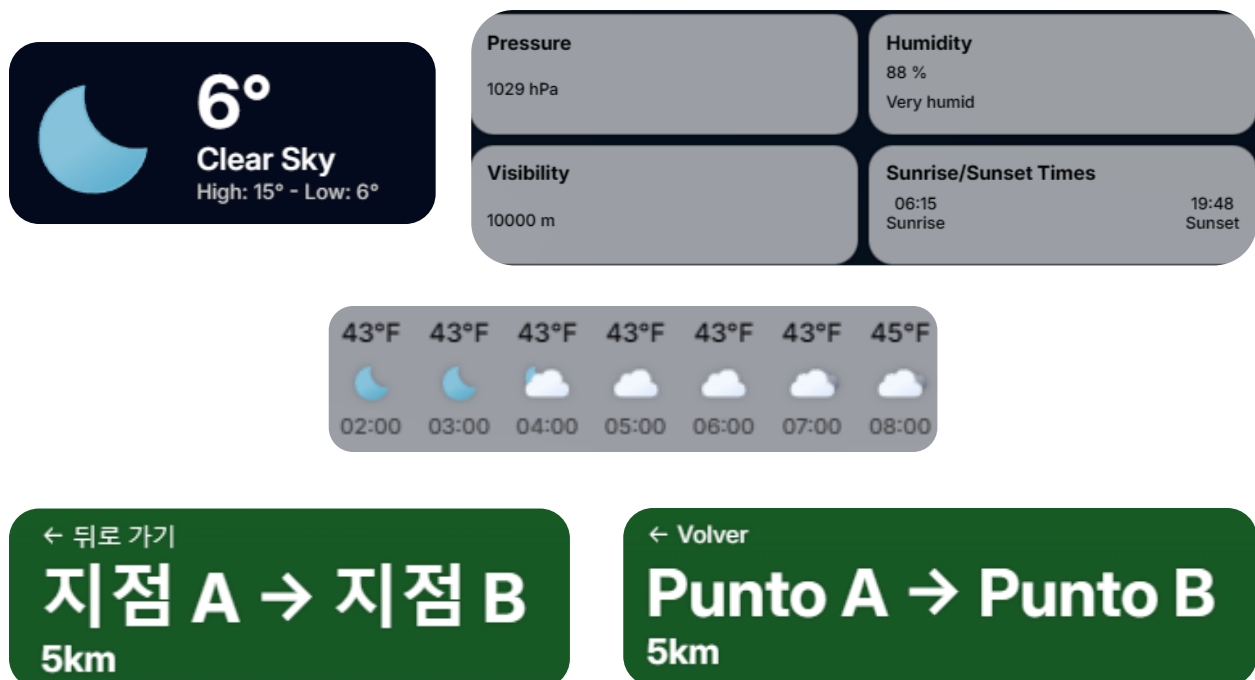 6°
Clear Sky
High: 15° - Low: 6°
Pressure
1029 hPa
Humidity
88 %
Very humid
Visibility
10000 m
Sunrise/Sunset Times
06:15 19:48
Sunrise Sunset
43°F 43°F 43°F 43°F 43°F 43°F 45°F
02:00 03:00 04:00 05:00 06:00 07:00 08:00
← 뒤로 가기
지점 A → 지점 B
5km
← Volver
Punto A → Punto B
5km